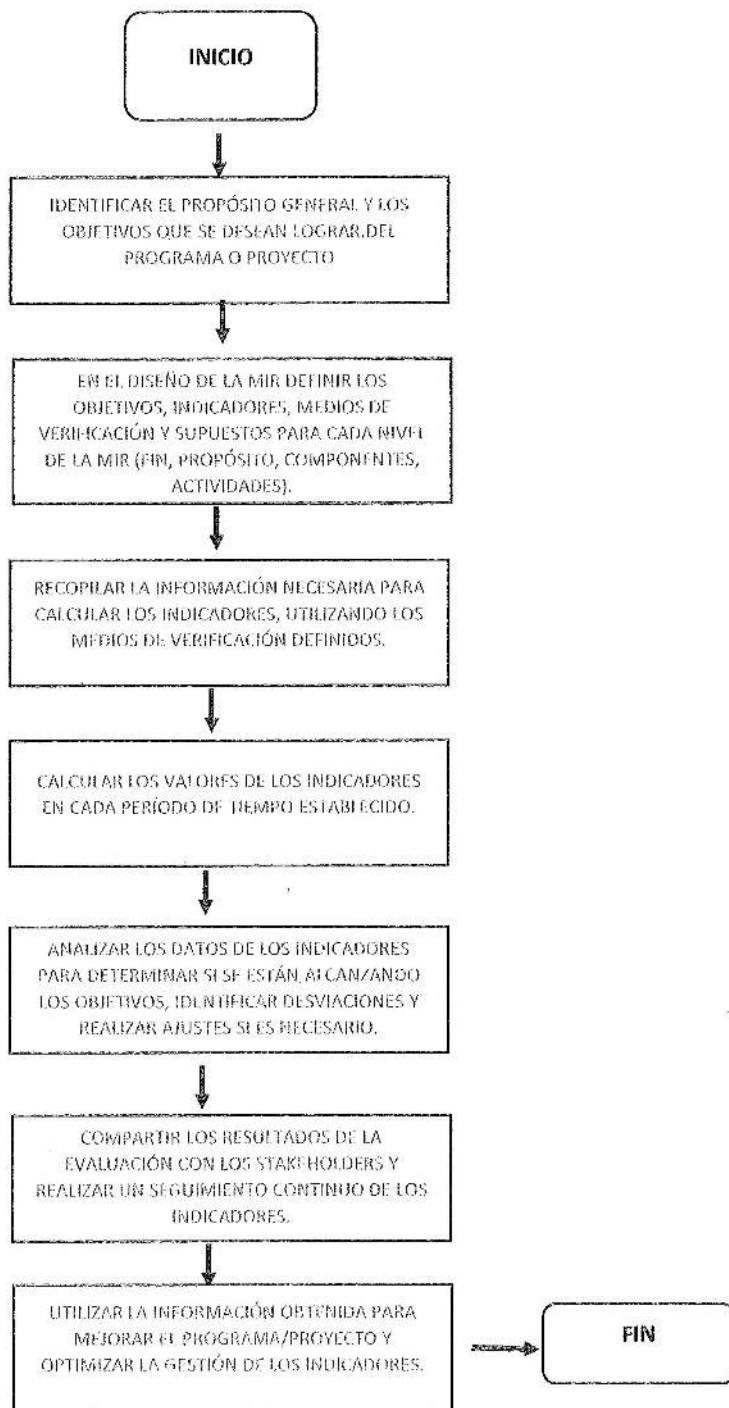 INICIO
IDENTIFICAR EL PROPÓSITO GENERAL Y LOS
OBJETIVOS QUE SE DESEAN LOGRAR.DEL
PROGRAMA O PROYECTO
EN EL DISEÑO DE LA MIR DEFINIR LOS
OBJETIVOS, INDICADORES, MEDIOS DE
VERIFICACIÓN Y SUPUESTOS PARA CADA NIVEL
DE LA MIR (FIN, PROPÓSITO, COMPONENTES,
ACTIVIDADES).
RECOPILAR LA INFORMACIÓN NECESARIA PARA
CALCULAR LOS INDICADORES, UTILIZANDO LOS
MEDIOS DE VERIFICACIÓN DEFINIDOS.
CALCULAR LOS VALORES DE LOS INDICADORES
EN CADA PERÍODO DE TIEMPO ESTABLECIDO.
ANALIZAR LOS DATOS DE LOS INDICADORES
PARA DETERMINAR SI SE ESTÁN ALCANZANDO
LOS OBJETIVOS, IDENTIFICAR DESVIACIONES Y
REALIZAR AJUSTES SI ES NECESARIO.
COMPARTIR LOS RESULTADOS DE LA
EVALUACIÓN CON LOS STAKEHOLDERS Y
REALIZAR UN SEGUIMIENTO CONTINUO DE LOS
INDICADORES.
UTILIZAR LA INFORMACIÓN OBTENIDA PARA
MEJORAR EL PROGRAMA/PROYECTO Y
OPTIMIZAR LA GESTIÓN DE LOS INDICADORES.
FIN